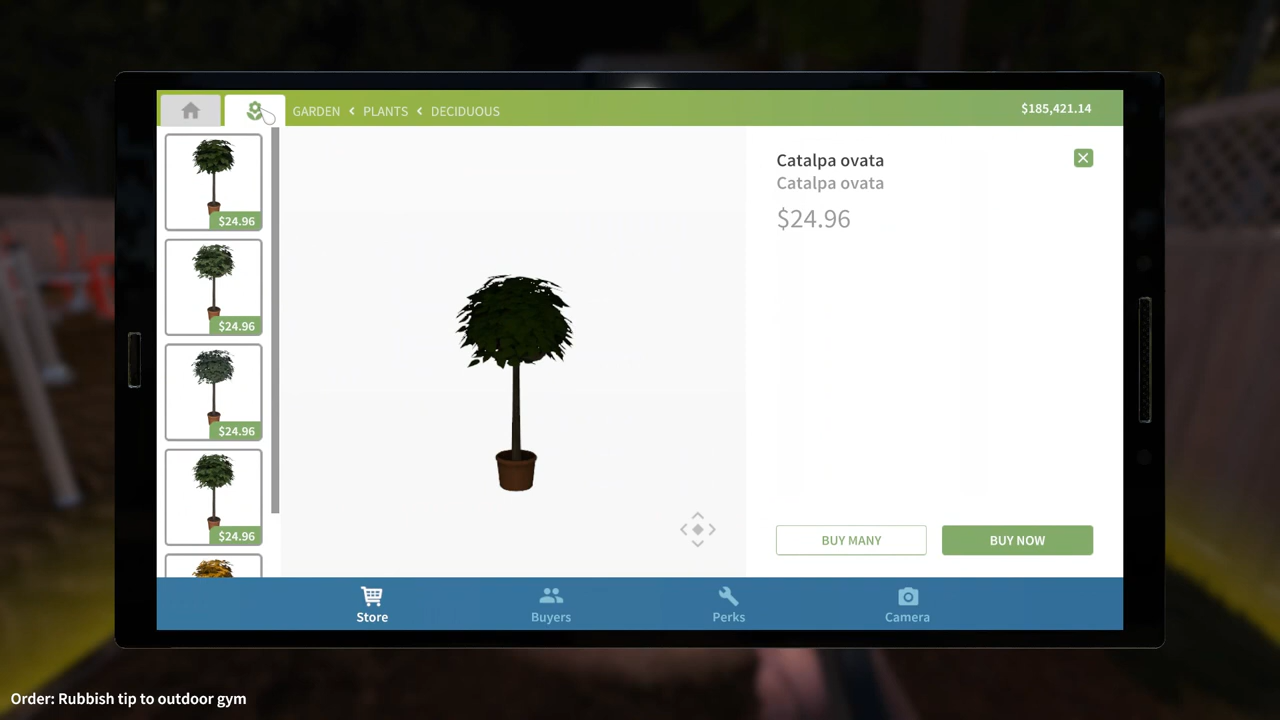 GARDEN < PLANTS < DECIDUOUS
$185,421.14
$24.96
$24.96
$24.96
$24.96
Catalpa ovata
Catalpa ovata
$24.96
BUY MANY
BUY NOW
Store
Buyers
Perks
Camera
Order: Rubbish tip to outdoor gym